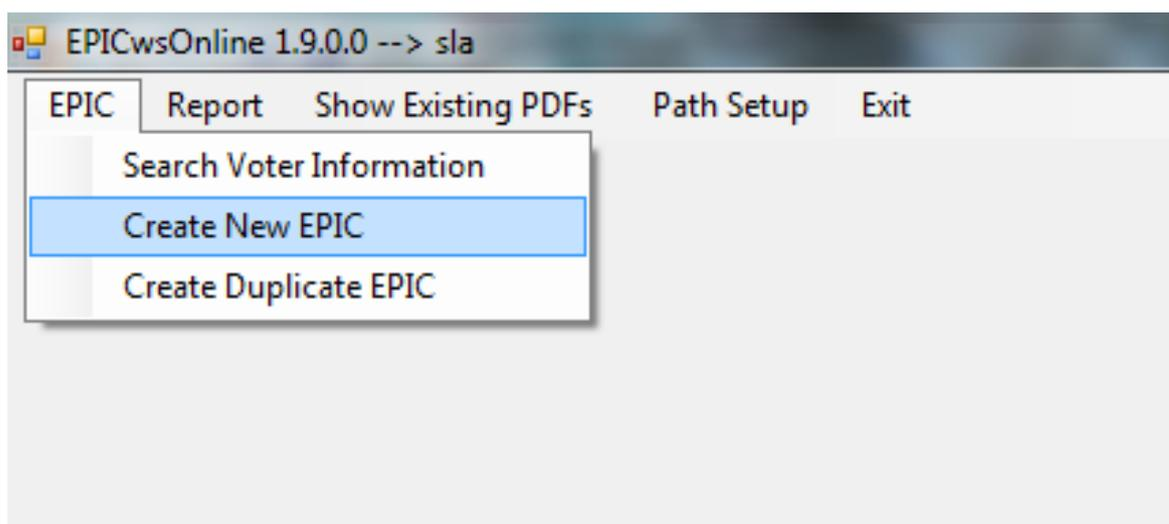 EPICwsOnline 1.9.0.0 --> sla
EPIC Report Show Existing PDFs Path Setup Exit
Search Voter Information
Create New EPIC
Create Duplicate EPIC